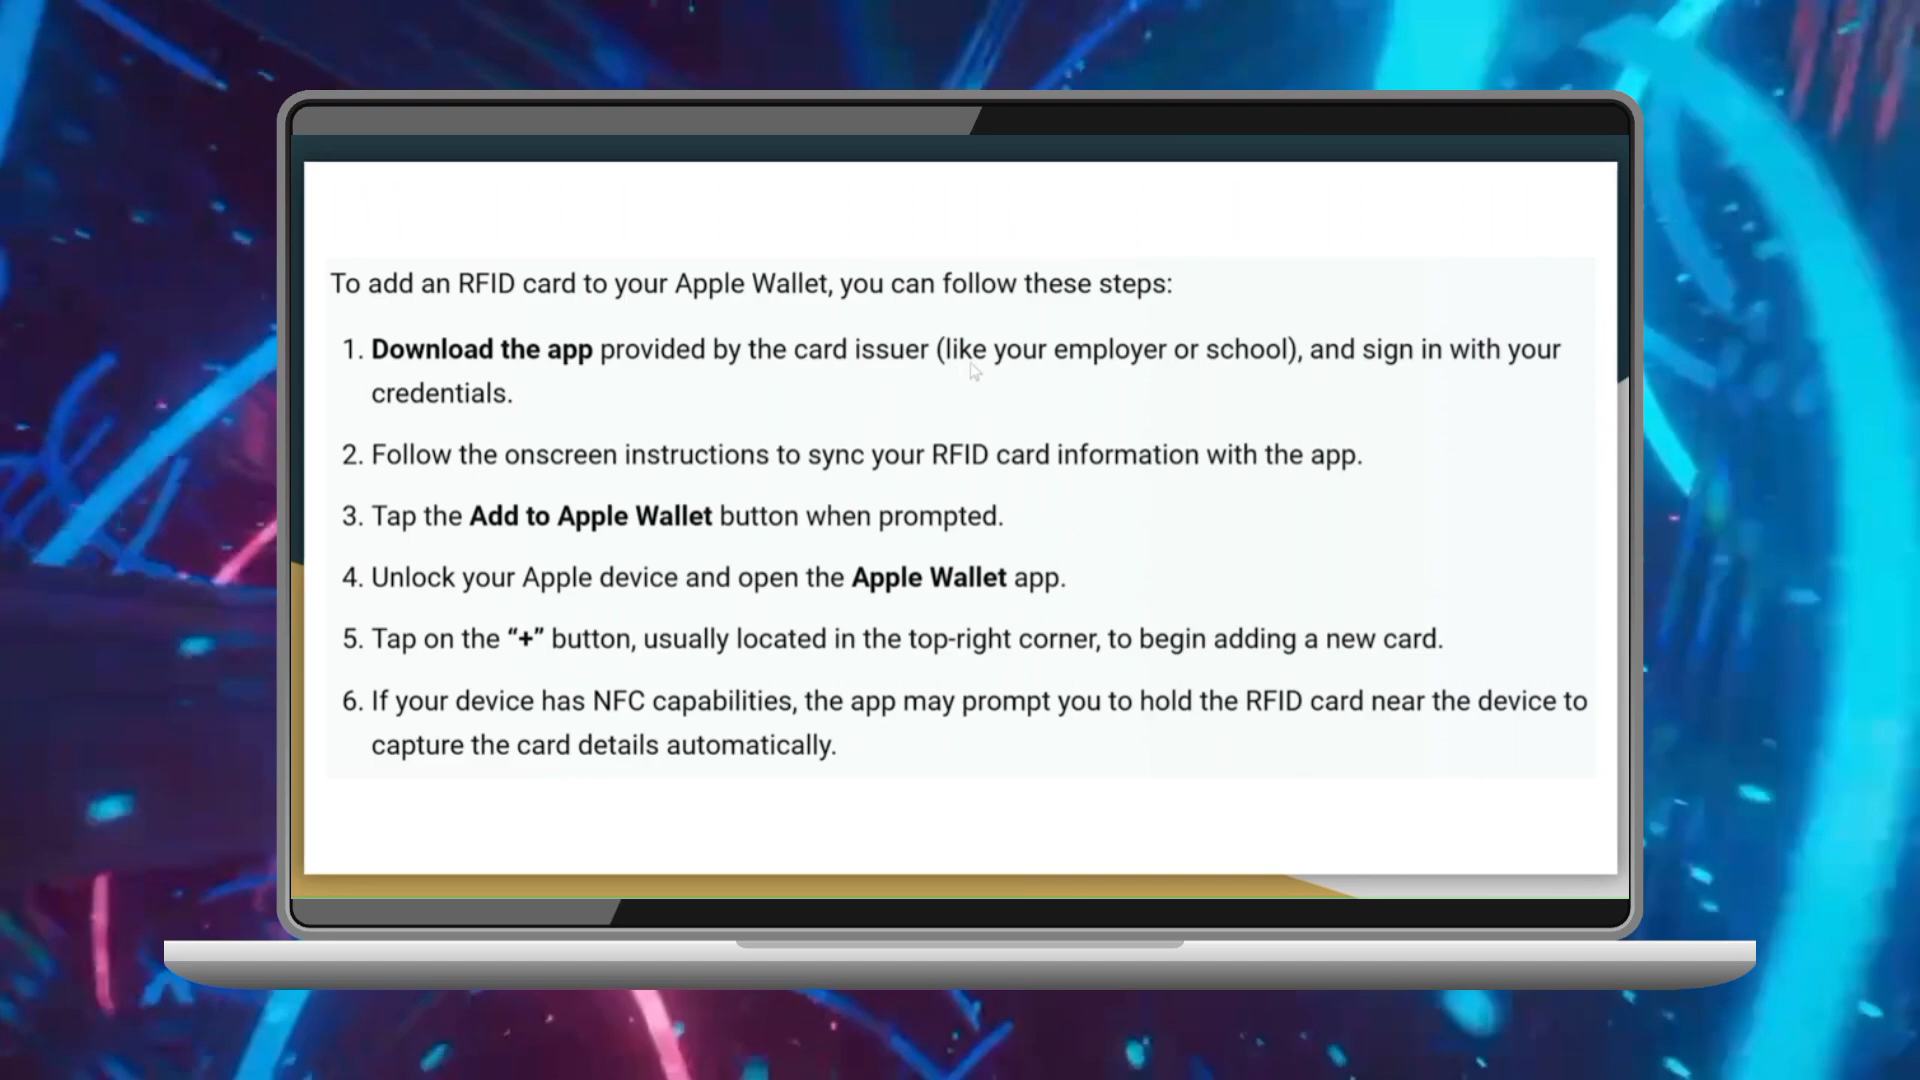 To add an RFID card to your Apple Wallet, you can follow these steps:
1. Download the app provided by the card issuer (like your employer or school), and sign in with your
credentials.
2. Follow the onscreen instructions to sync your RFID card information with the app.
3. Tap the Add to Apple Wallet button when prompted.
4. Unlock your Apple device and open the Apple Wallet app.
5. Tap on the “+” button, usually located in the top-right corner, to begin adding a new card.
6. If your device has NFC capabilities, the app may prompt you to hold the RFID card near the device to
capture the card details automatically.